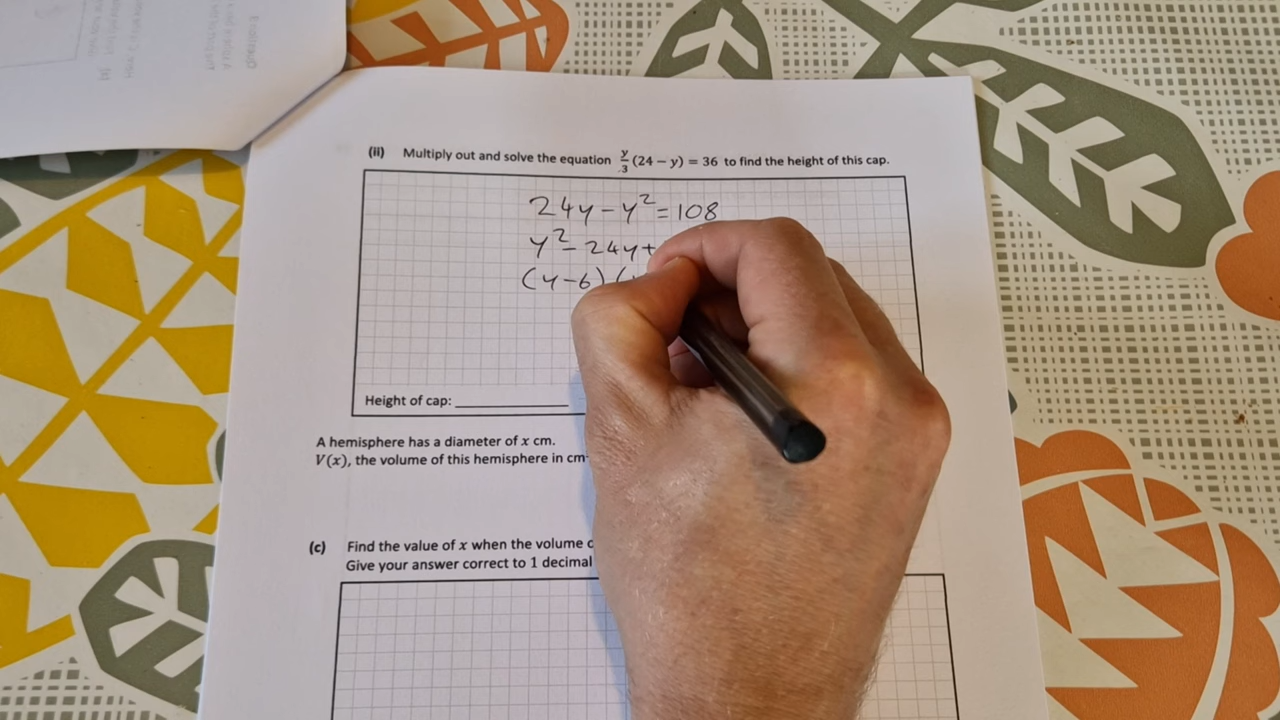 (ii) Multiply out and solve the equation y/3 (24 − y) = 36 to find the height of this cap.
24y − y² = 108
y² − 24y +
(y − 6) (
Height of cap:
A hemisphere has a diameter of x cm.
V(x), the volume of this hemisphere in cm
(c) Find the value of x when the volume
Give your answer correct to 1 decimal